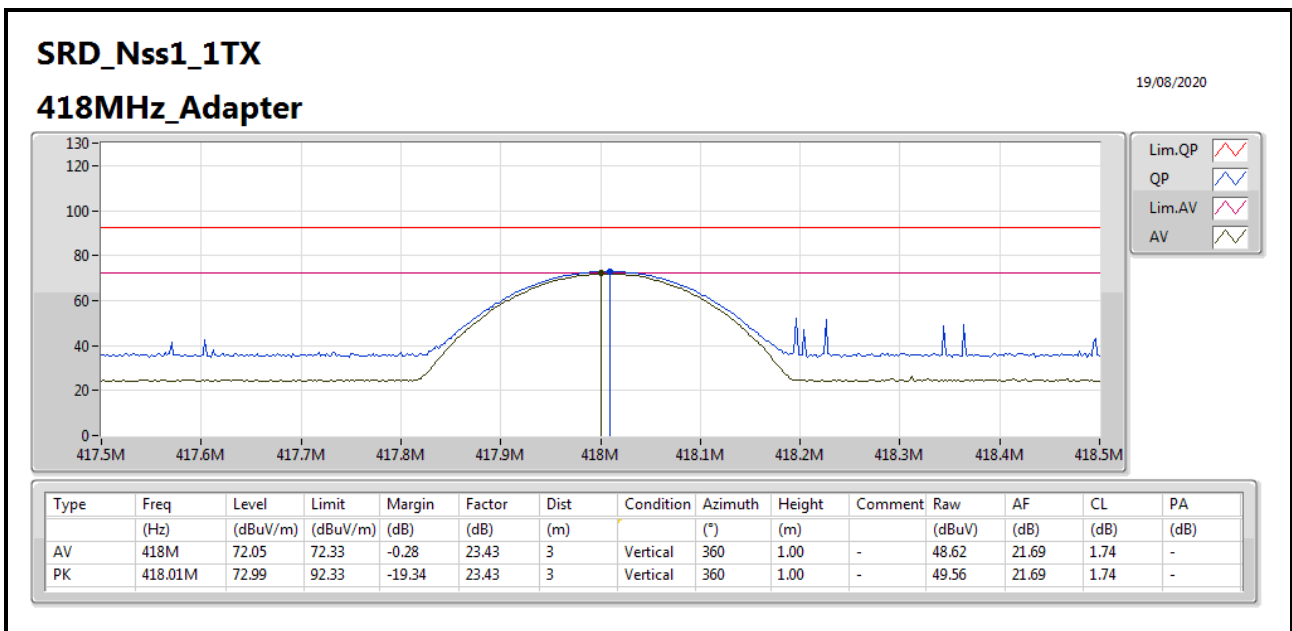 SRD_Nss1_1TX
19/08/2020
418MHz_Adapter
130
120
100
80
60
40
20
0
417.5M 417.6M 417.7M 417.8M 417.9M 418M 418.1M 418.2M 418.3M 418.4M 418.5M
Lim.QP
QP
Lim.AV
AV
Type Freq Level Limit Margin Factor Dist Condition Azimuth Height Comment Raw AF CL PA
(Hz) (dBuV/m) (dBuV/m) (dB) (dB) (m) (°) (m) (dBuV) (dB) (dB) (dB)
AV 418M 72.05 72.33 -0.28 23.43 3 Vertical 360 1.00 - 48.62 21.69 1.74 -
PK 418.01M 72.99 92.33 -19.34 23.43 3 Vertical 360 1.00 - 49.56 21.69 1.74 -